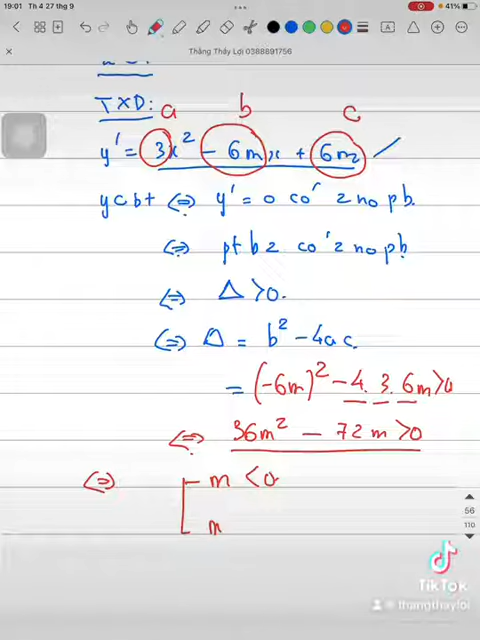 19:01 Th 4 27 thg 9 41%
Thắng Thầy Lợi 0388891756
TXD: a b c
y' = 3x² - 6mx + 6m
ycbt ⇔ y' = 0 có 2 no pb.
⇔ pt b2 có 2 no pb
⇔ Δ > 0.
⇔ Δ = b² - 4ac.
= (-6m)² - 4. 3. 6m > 0
⇔ 36m² - 72m > 0
⇔ [ m < 0
m
56
110
TikTok
@thangthayloi